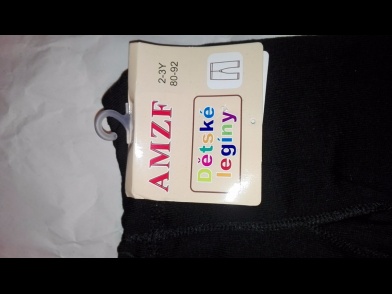 2-3Y
80-92
AMZF
Dětské
legíny